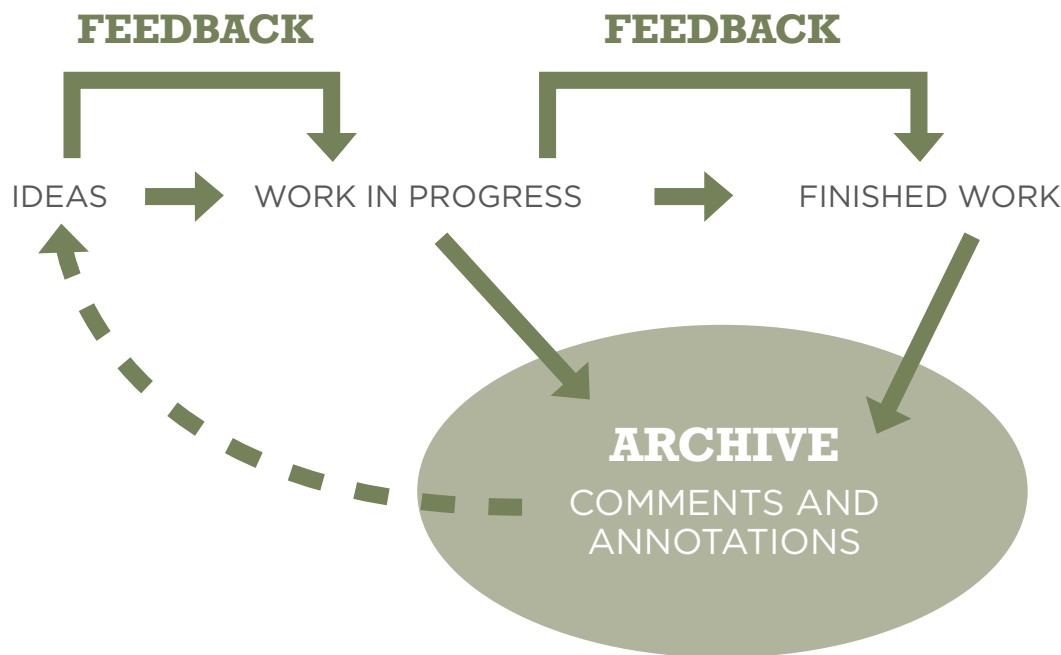 FEEDBACK
FEEDBACK
IDEAS
WORK IN PROGRESS
FINISHED WORK
ARCHIVE
COMMENTS AND
ANNOTATIONS